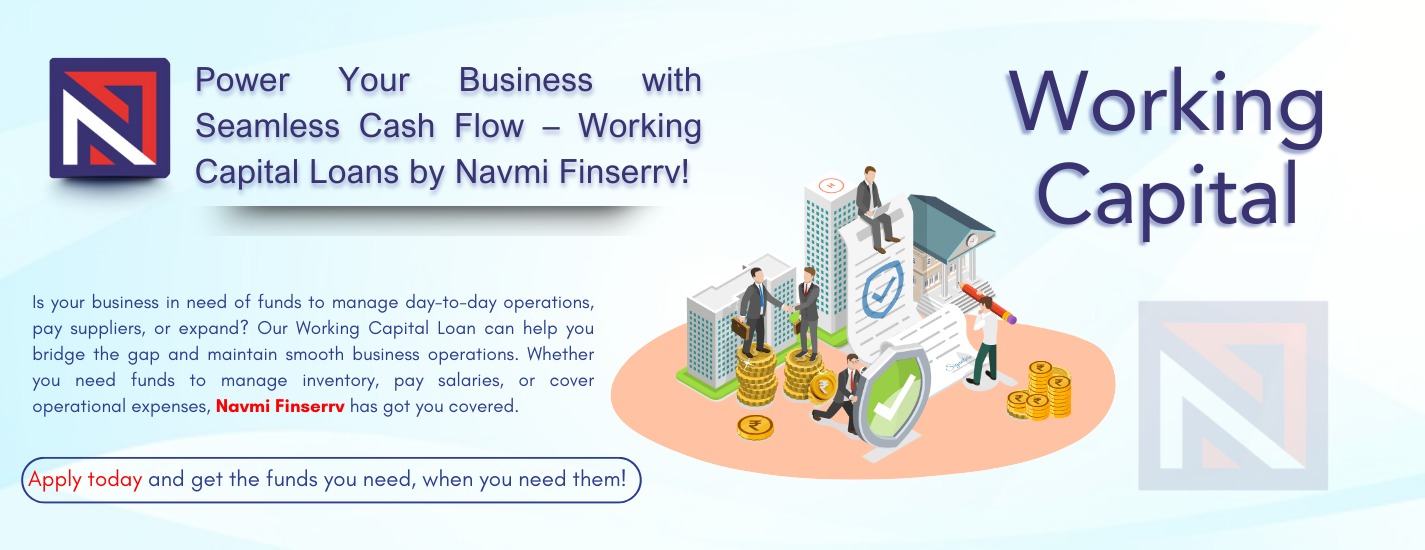 Power Your Business with
Seamless Cash Flow – Working
Capital Loans by Navmi Finserrv!
Working
Capital
Is your business in need of funds to manage day-to-day operations,
pay suppliers, or expand? Our Working Capital Loan can help you
bridge the gap and maintain smooth business operations. Whether
you need funds to manage inventory, pay salaries, or cover
operational expenses, Navmi Finserrv has got you covered.
Apply today and get the funds you need, when you need them!
H
₹
₹
Signature